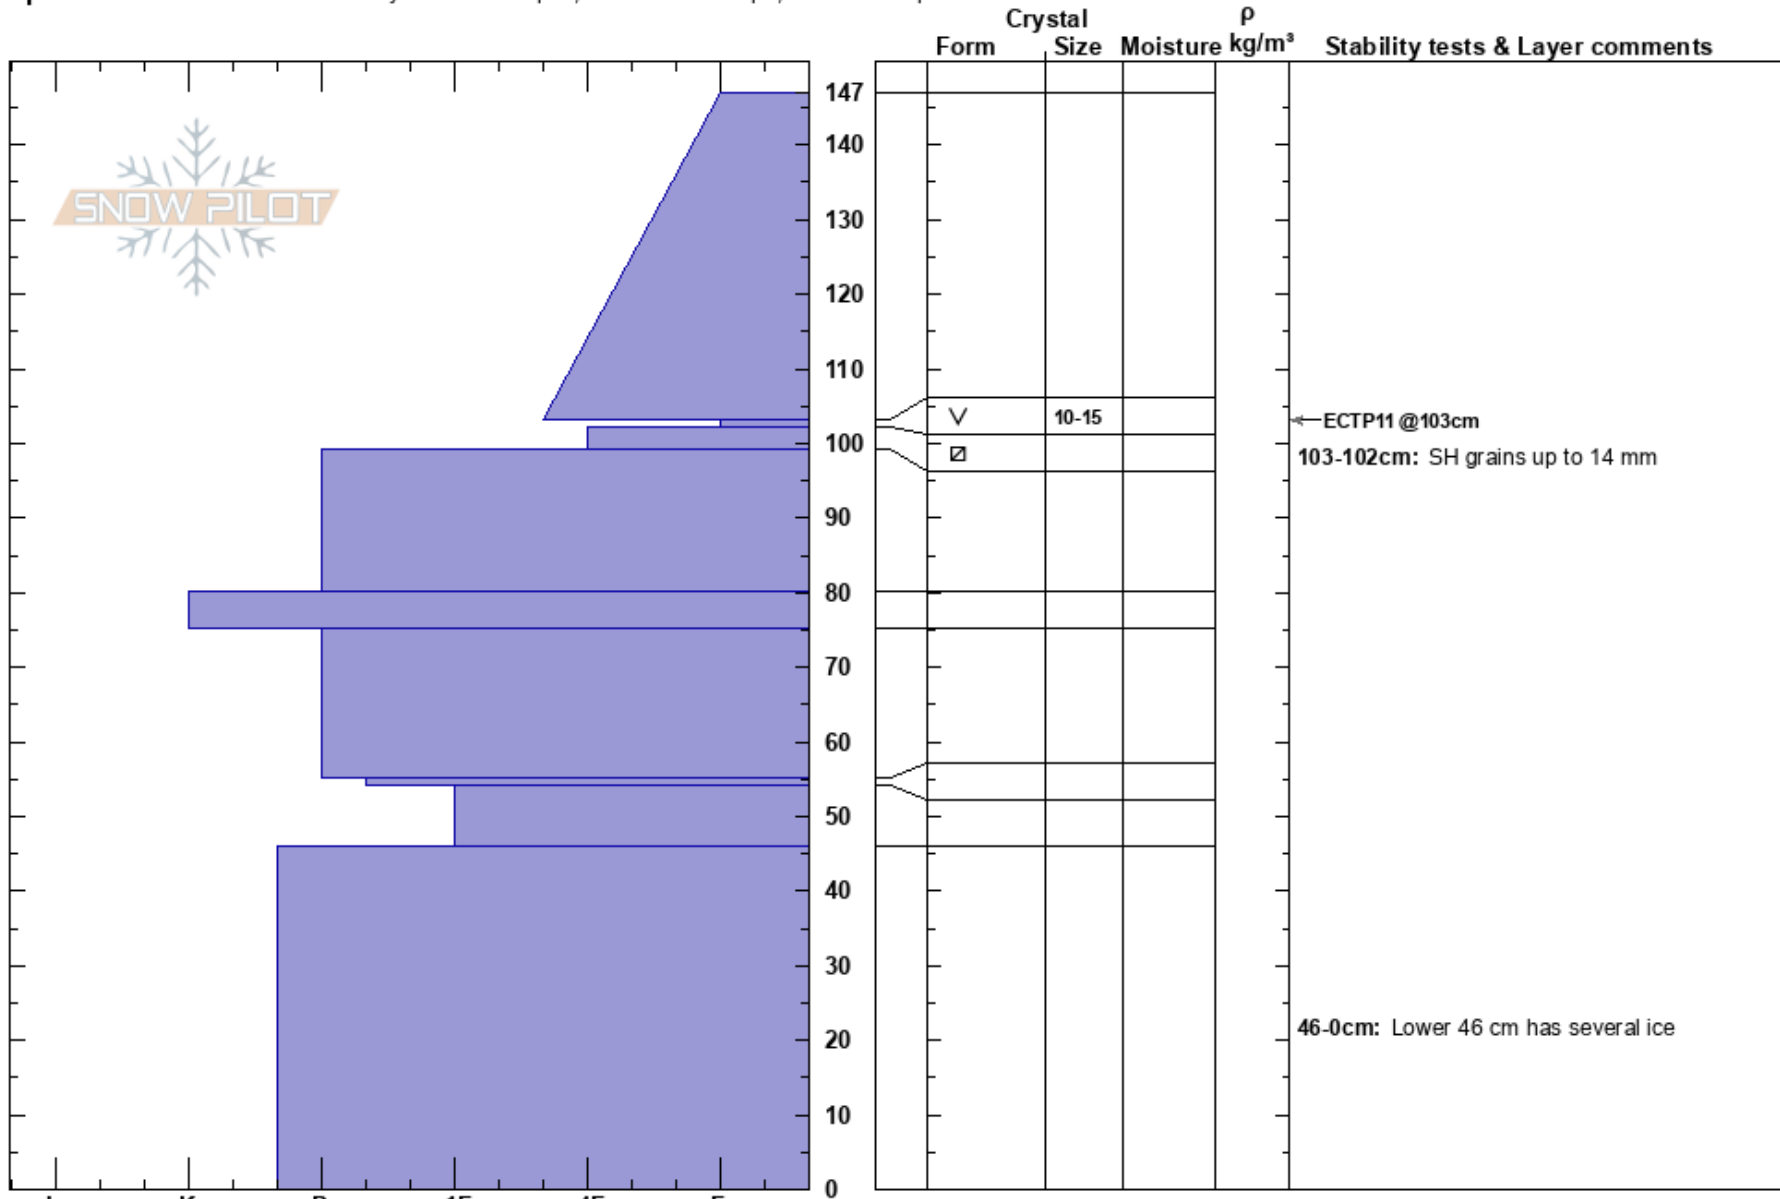 Crystal
ρ
Form Size Moisture kg/m³ Stability tests & Layer comments
147
SNOW PILOT
140
130
120
110
10-15
ECTP11 @103cm
100
103-102cm: SH grains up to 14 mm
90
80
70
60
50
40
30
46-0cm: Lower 46 cm has several ice
20
10
0